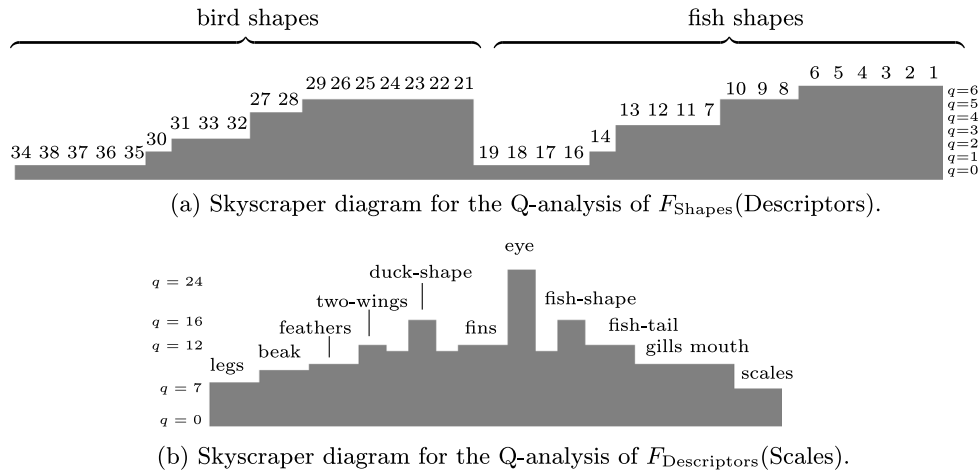 bird shapes fish shapes
6 5 4 3 2 1
29 26 25 24 23 22 21 10 9 8 q=6
27 28 q=5
31 33 32 13 12 11 7 q=4
30 14 q=3
34 38 37 36 35 19 18 17 16 q=2
q=1
q=0
(a) Skyscraper diagram for the Q-analysis of F_Shapes(Descriptors).
eye
duck-shape
q = 24
two-wings fish-shape
q = 16 feathers fins fish-tail
q = 12 beak gills mouth
legs scales
q = 7
q = 0
(b) Skyscraper diagram for the Q-analysis of F_Descriptors(Scales).